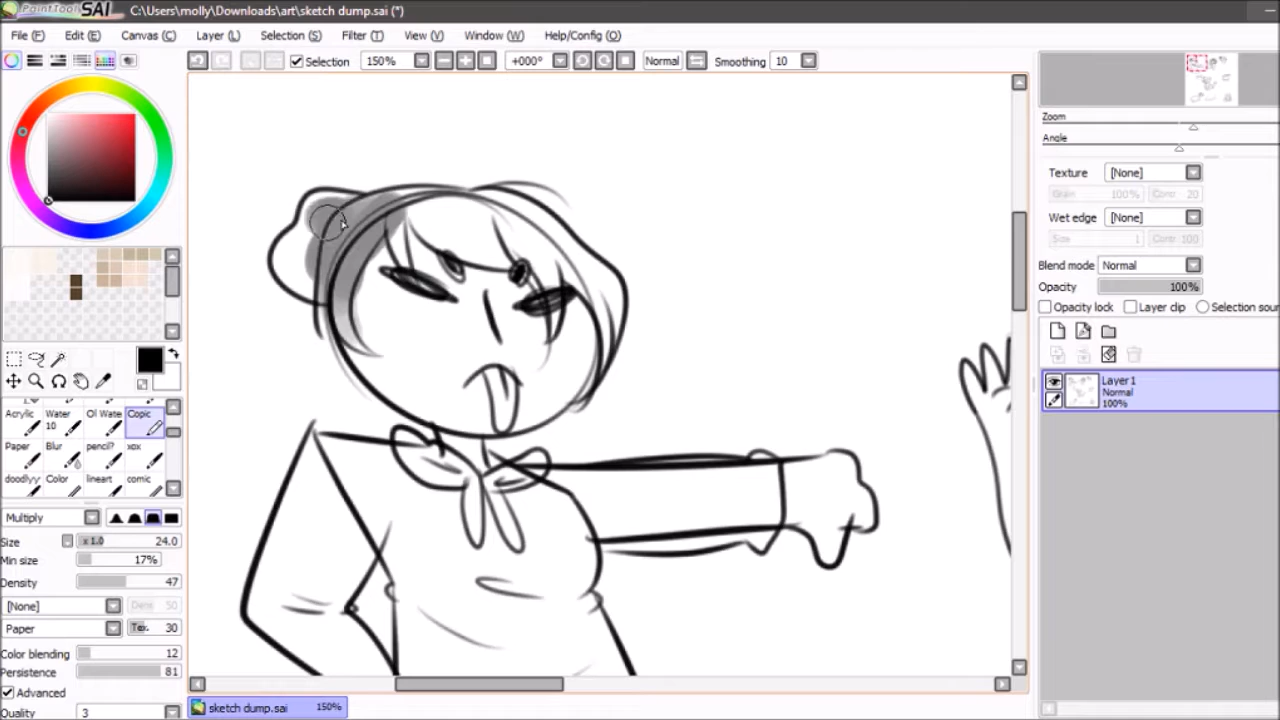 PaintTool SAI C:\Users\molly\Downloads\art\sketch dump.sai (*)
File (F) Edit (E) Canvas (C) Layer (L) Selection (S) Filter (T) View (V) Window (W) Help/Config (O)
Selection 150% +000° Normal Smoothing 10
Zoom
Angle
Texture [None]
Grain 100% Contr 20
Wet edge [None]
Size 1 Contr 100
Blend mode Normal
Opacity 100%
Opacity lock Layer clip Selection sour
Layer1
Normal
100%
Acrylic Water 10 Oil Wate Copic
Paper Blur pencil? xox
doodlyy Color lineart comic
Multiply
Size x 1.0 24.0
Min size 17%
Density 47
[None] Dens 50
Paper Tex. 30
Color blending 12
Persistence 81
Advanced
Quality 3
sketch dump.sai 150%